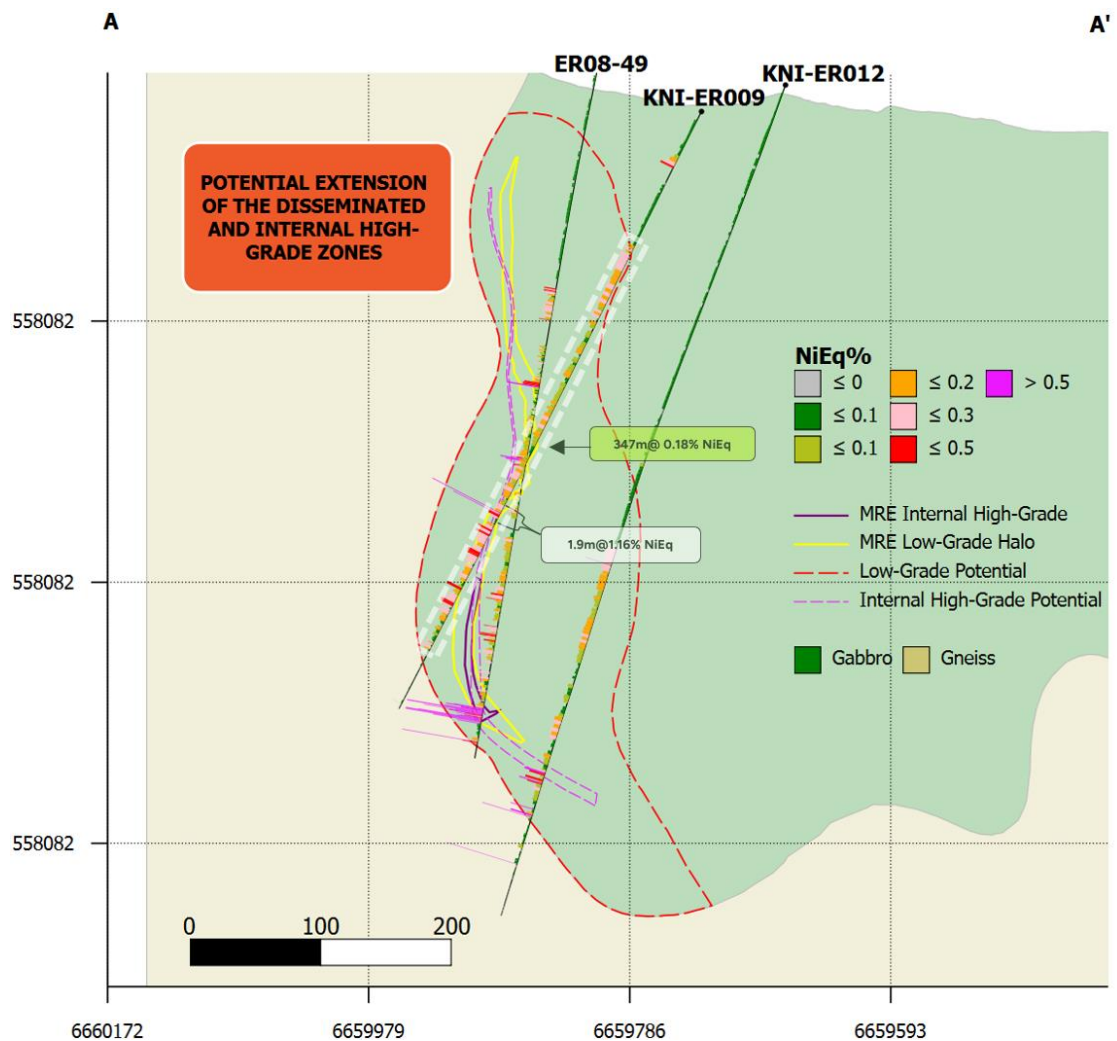 A
A'
ER08-49
KNI-ER012
KNI-ER009
POTENTIAL EXTENSION
OF THE DISSEMINATED
AND INTERNAL HIGH-
GRADE ZONES
558082
NiEq%
≤ 0
≤ 0.2
> 0.5
≤ 0.1
≤ 0.3
≤ 0.1
≤ 0.5
347m@ 0.18% NiEq
MRE Internal High-Grade
1.9m@1.16% NiEq
MRE Low-Grade Halo
Low-Grade Potential
558082
Internal High-Grade Potential
Gabbro
Gneiss
558082
0
100
200
6660172
6659979
6659786
6659593